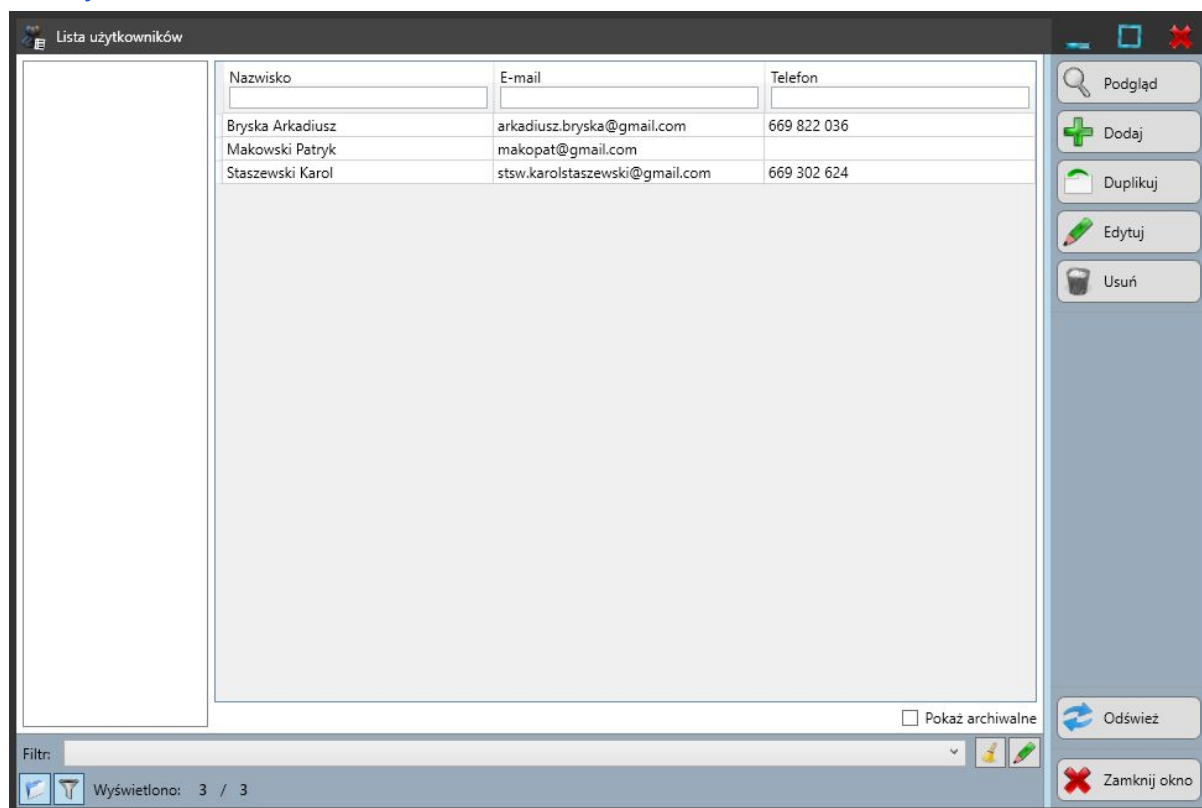 Lista użytkowników
Nazwisko E-mail Telefon
Bryska Arkadiusz arkadiusz.bryska@gmail.com 669 822 036
Makowski Patryk makopat@gmail.com
Staszewski Karol stsw.karolstaszewski@gmail.com 669 302 624
Pokaż archiwalne
Filtr:
Wyświetlono: 3 / 3
Podgląd
Dodaj
Duplikuj
Edytuj
Usuń
Odśwież
Zamknij okno